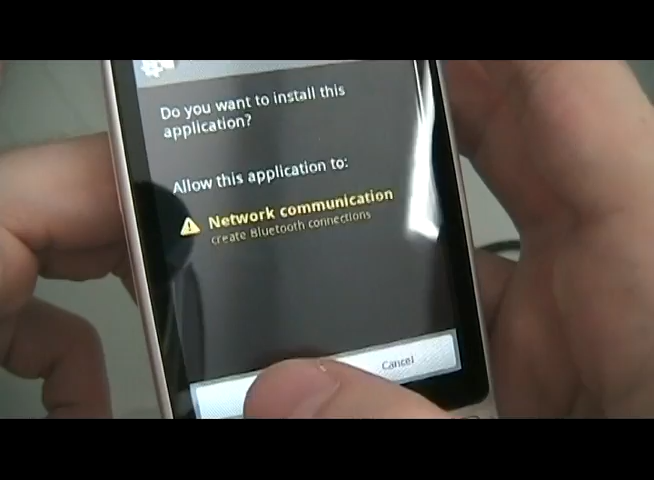 Do you want to install this
application?
Allow this application to:
Network communication
create Bluetooth connections
Cancel